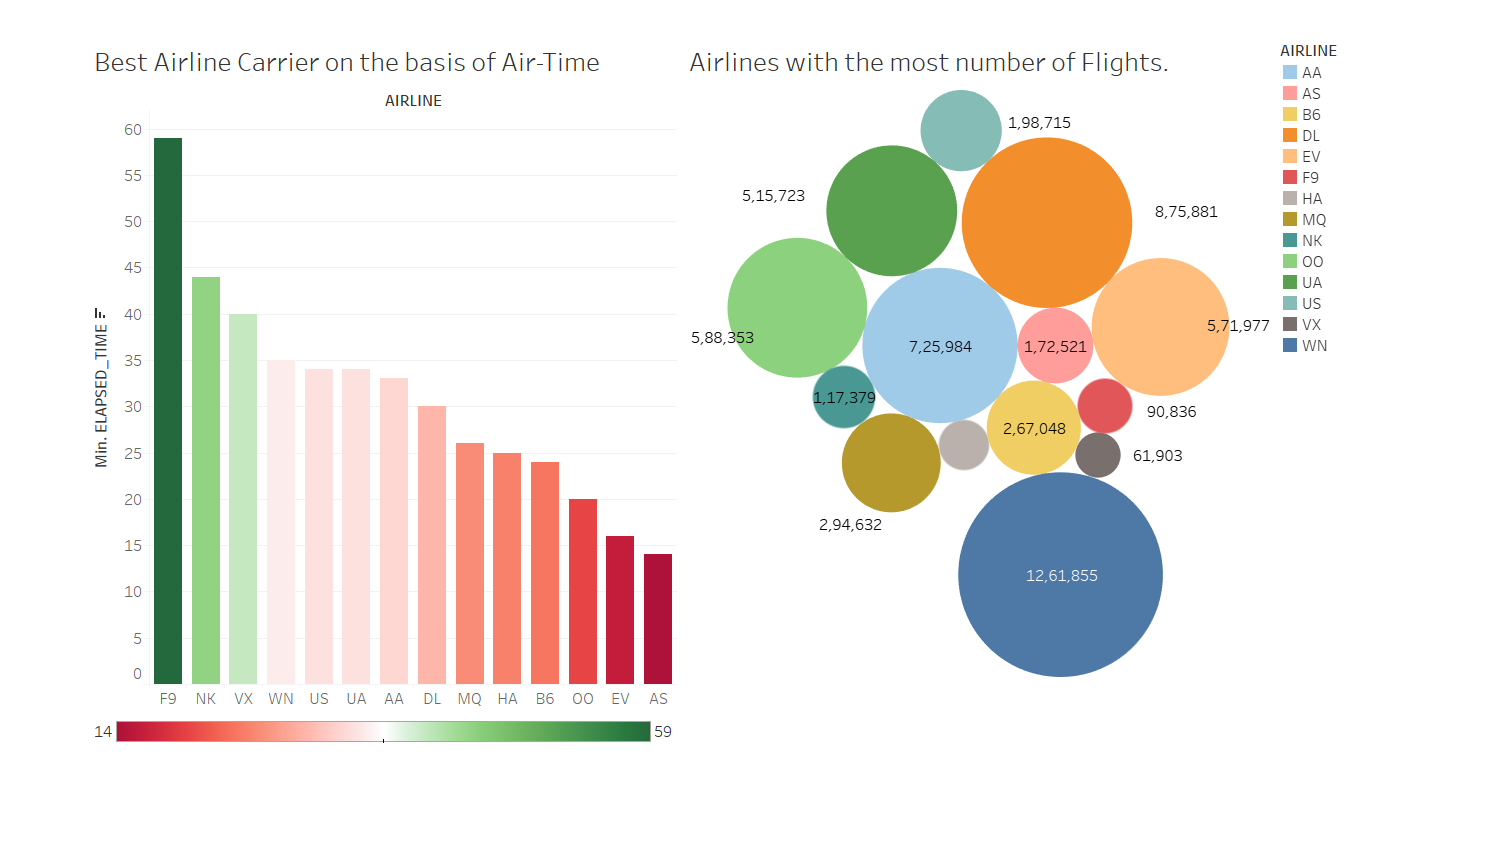 Best Airline Carrier on the basis of Air-Time
AIRLINE
Min. ELAPSED_TIME
60
55
50
45
40
35
30
25
20
15
10
5
0
F9 NK VX WN US UA AA DL MQ HA B6 OO EV AS
14 59
Airlines with the most number of Flights.
1,98,715
5,15,723
8,75,881
5,71,977
5,88,353
7,25,984
1,72,521
1,17,379
90,836
2,67,048
61,903
2,94,632
12,61,855
AIRLINE
AA
AS
B6
DL
EV
F9
HA
MQ
NK
OO
UA
US
VX
WN